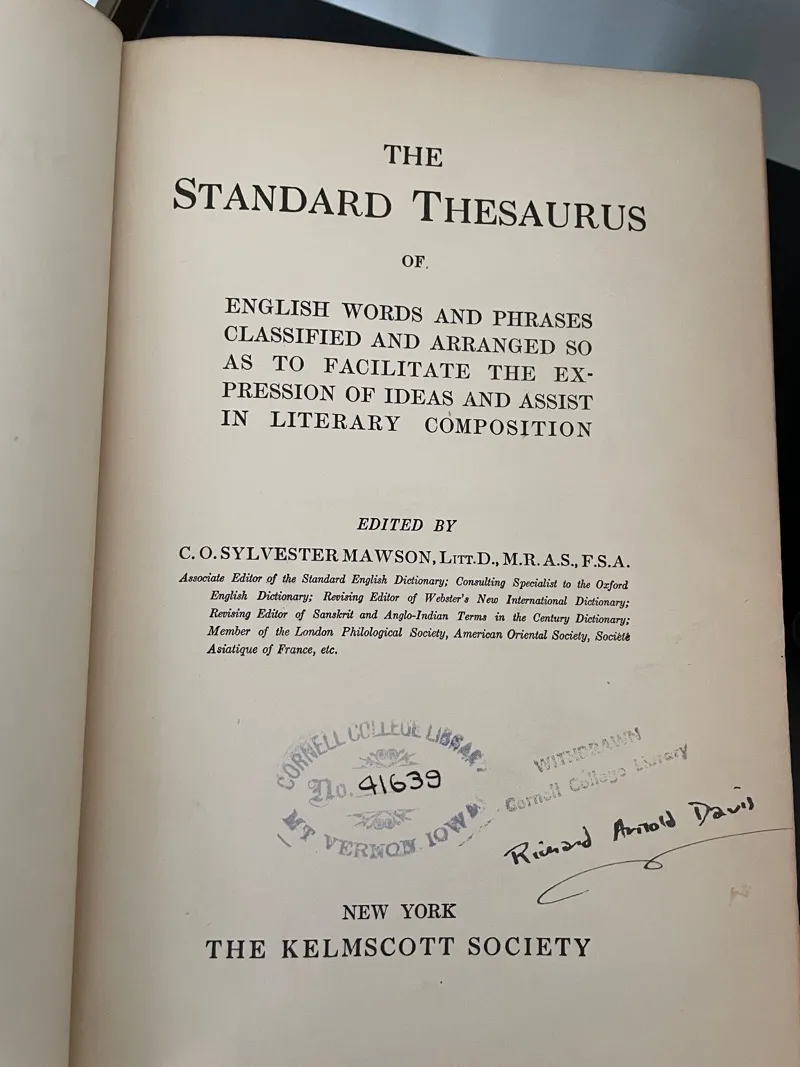 THE
STANDARD THESAURUS
OF
ENGLISH WORDS AND PHRASES
CLASSIFIED AND ARRANGED SO
AS TO FACILITATE THE EX-
PRESSION OF IDEAS AND ASSIST
IN LITERARY COMPOSITION
EDITED BY
C. O. SYLVESTER MAWSON, LITT.D., M.R.A.S., F.S.A.
Associate Editor of the Standard English Dictionary; Consulting Specialist to the Oxford
English Dictionary; Revising Editor of Webster's New International Dictionary;
Revising Editor of Sanskrit and Anglo-Indian Terms in the Century Dictionary;
Member of the London Philological Society, American Oriental Society, Société
Asiatique of France, etc.
CORNELL COLLEGE LIBRARY
No. 41639
MT VERNON IOWA
WITHDRAWN
Cornell College Library
Richard Arnold Davis
NEW YORK
THE KELMSCOTT SOCIETY